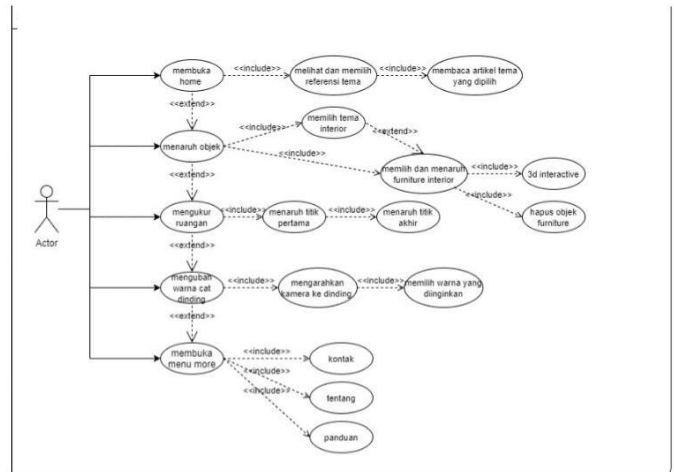 membuka
home
<<include>>
melihat dan memilih
referensi tema
<<include>>
membaca artikel tema
yang dipilih
<<extend>>
menaruh objek
<<include>>
memilih tema
interior
<<extend>>
<<include>>
memilih dan menaruh
furniture interior
<<include>>
3d interactive
<<include>>
hapus objek
furniture
<<extend>>
Actor
mengukur
ruangan
<<include>>
menaruh titik
pertama
<<include>>
menaruh titik
akhir
<<extend>>
mengubah
warna cat
dinding
<<include>>
mengarahkan
kamera ke dinding
<<include>>
memilih warna yang
diinginkan
<<extend>>
membuka
menu more
<<include>>
kontak
<<include>>
tentang
<<include>>
panduan